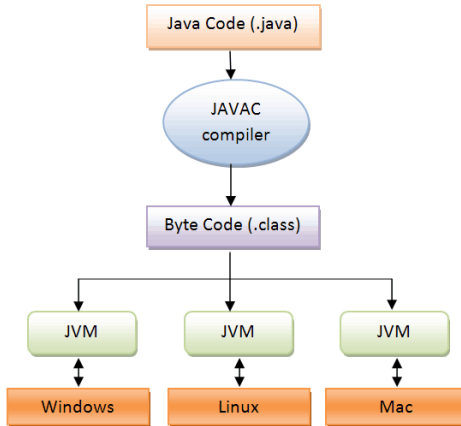 Java Code (.java)
JAVAC
compiler
Byte Code (.class)
JVM
JVM
JVM
Windows
Linux
Mac